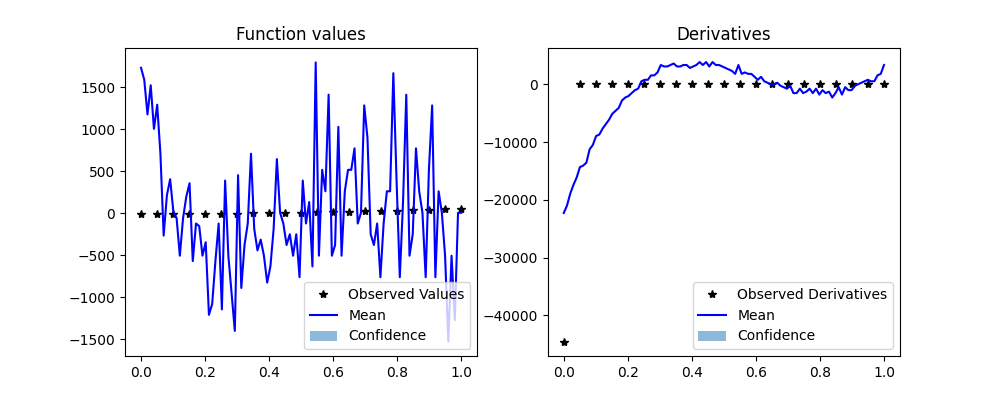 Function values
1500
1000
500
0
−500
−1000
−1500
0.0 0.2 0.4 0.6 0.8 1.0
Observed Values
Mean
Confidence
Derivatives
0
−10000
−20000
−30000
−40000
0.0 0.2 0.4 0.6 0.8 1.0
Observed Derivatives
Mean
Confidence